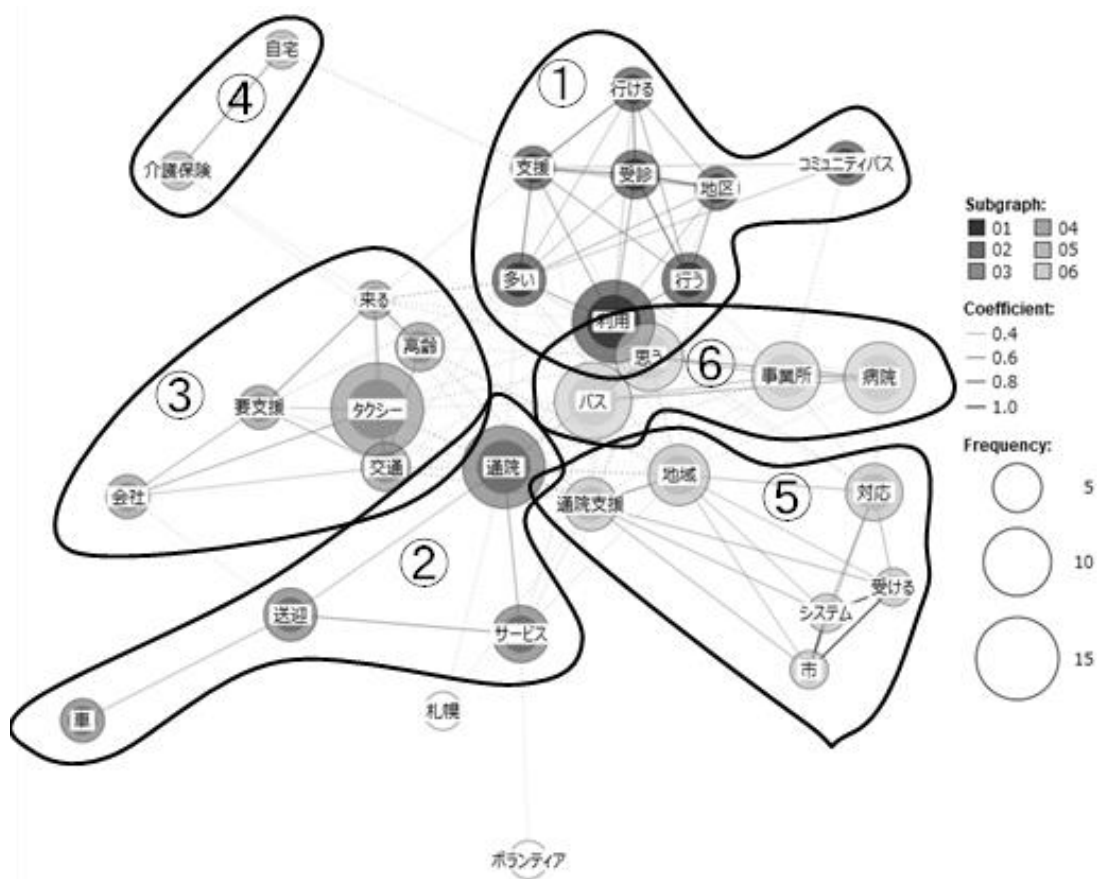 自宅
④
介護保険
①
行ける
支援
受診
地区
コミュニティバス
多い
行う
利用
来る
高齢
③
要支援
タクシー
交通
会社
思う
⑥
事業所
病院
バス
通院
通院支援
地域
⑤
対応
受ける
システム
市
②
送迎
サービス
車
札幌
ボランティア
Subgraph:
01 04
02 05
03 06
Coefficient:
0.4
0.6
0.8
1.0
Frequency:
5
10
15